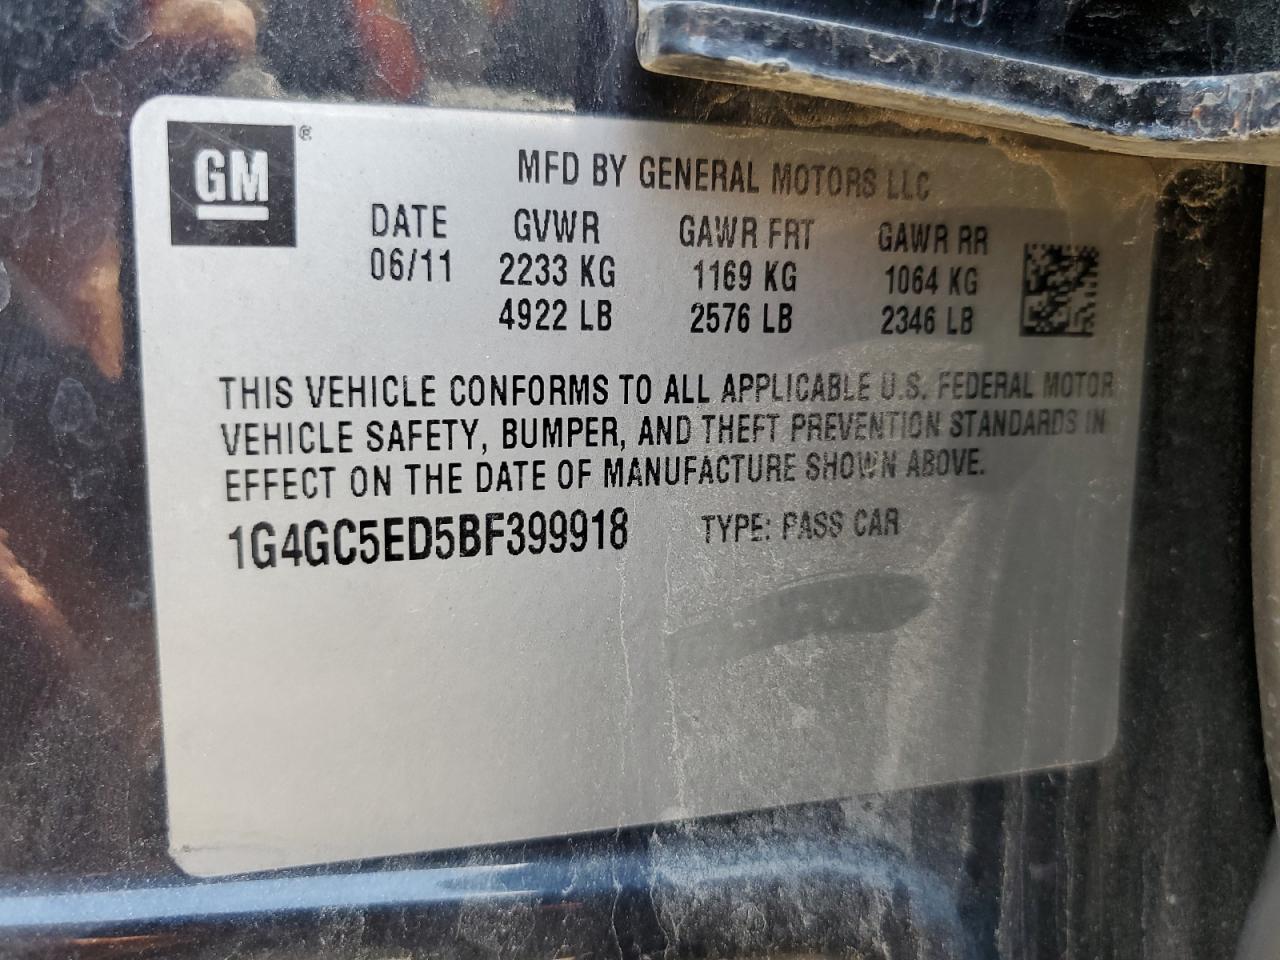 GM ®
MFD BY GENERAL MOTORS LLC
DATE GVWR GAWR FRT GAWR RR
06/11 2233 KG 1169 KG 1064 KG
4922 LB 2576 LB 2346 LB
THIS VEHICLE CONFORMS TO ALL APPLICABLE U.S. FEDERAL MOTOR
VEHICLE SAFETY, BUMPER, AND THEFT PREVENTION STANDARDS IN
EFFECT ON THE DATE OF MANUFACTURE SHOWN ABOVE.
1G4GC5ED5BF399918 TYPE: PASS CAR